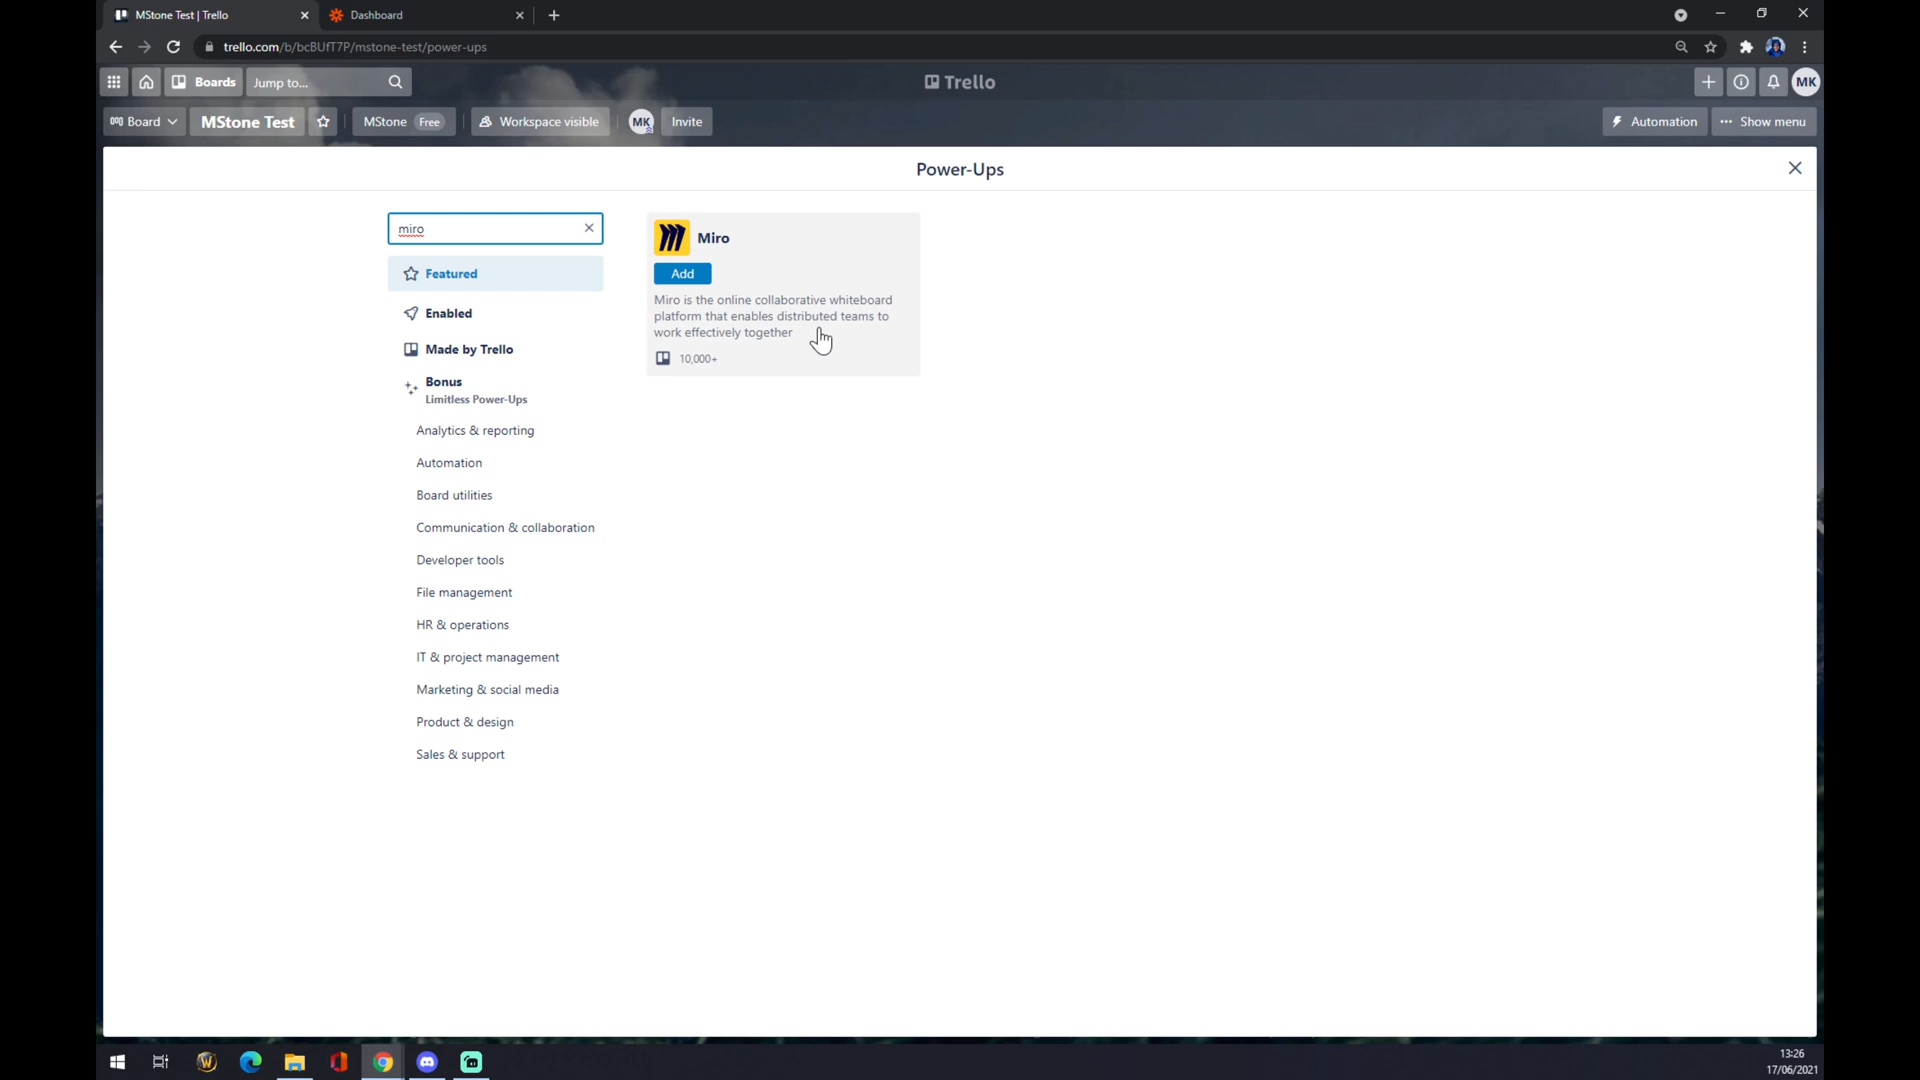 MStone Test | Trello
Dashboard
trello.com/b/bcBUfT7P/mstone-test/power-ups
Boards
Jump to...
Trello
MK
Board
MStone Test
MStone Free
Workspace visible
MK
Invite
Automation
Show menu
Power-Ups
miro
Miro
Add
Miro is the online collaborative whiteboard
platform that enables distributed teams to
work effectively together
10,000+
Featured
Enabled
Made by Trello
Bonus
Limitless Power-Ups
Analytics & reporting
Automation
Board utilities
Communication & collaboration
Developer tools
File management
HR & operations
IT & project management
Marketing & social media
Product & design
Sales & support
13:26
17/06/2021